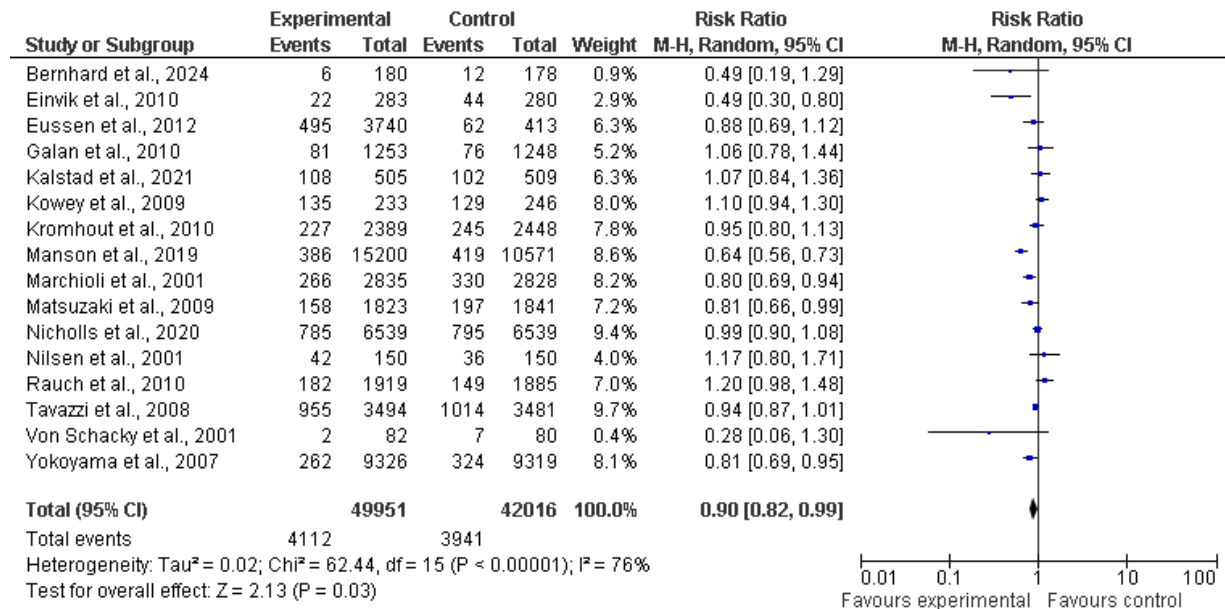 Experimental Control Risk Ratio Risk Ratio
Study or Subgroup Events Total Events Total Weight M-H, Random, 95% CI M-H, Random, 95% CI
Bernhard et al., 2024 6 180 12 178 0.9% 0.49 [0.19, 1.29]
Einvik et al., 2010 22 283 44 280 2.9% 0.49 [0.30, 0.80]
Eussen et al., 2012 495 3740 62 413 6.3% 0.88 [0.69, 1.12]
Galan et al., 2010 81 1253 76 1248 5.2% 1.06 [0.78, 1.44]
Kalstad et al., 2021 108 505 102 509 6.3% 1.07 [0.84, 1.36]
Kowey et al., 2009 135 233 129 246 8.0% 1.10 [0.94, 1.30]
Kromhout et al., 2010 227 2389 245 2448 7.8% 0.95 [0.80, 1.13]
Manson et al., 2019 386 15200 419 10571 8.6% 0.64 [0.56, 0.73]
Marchioli et al., 2001 266 2835 330 2828 8.2% 0.80 [0.69, 0.94]
Matsuzaki et al., 2009 158 1823 197 1841 7.2% 0.81 [0.66, 0.99]
Nicholls et al., 2020 785 6539 795 6539 9.4% 0.99 [0.90, 1.08]
Nilsen et al., 2001 42 150 36 150 4.0% 1.17 [0.80, 1.71]
Rauch et al., 2010 182 1919 149 1885 7.0% 1.20 [0.98, 1.48]
Tavazzi et al., 2008 955 3494 1014 3481 9.7% 0.94 [0.87, 1.01]
Von Schacky et al., 2001 2 82 7 80 0.4% 0.28 [0.06, 1.30]
Yokoyama et al., 2007 262 9326 324 9319 8.1% 0.81 [0.69, 0.95]
Total (95% CI) 49951 42016 100.0% 0.90 [0.82, 0.99]
Total events 4112 3941
Heterogeneity: Tau² = 0.02; Chi² = 62.44, df = 15 (P < 0.00001); I² = 76%
Test for overall effect: Z = 2.13 (P = 0.03)
0.01 0.1 1 10 100
Favours experimental Favours control